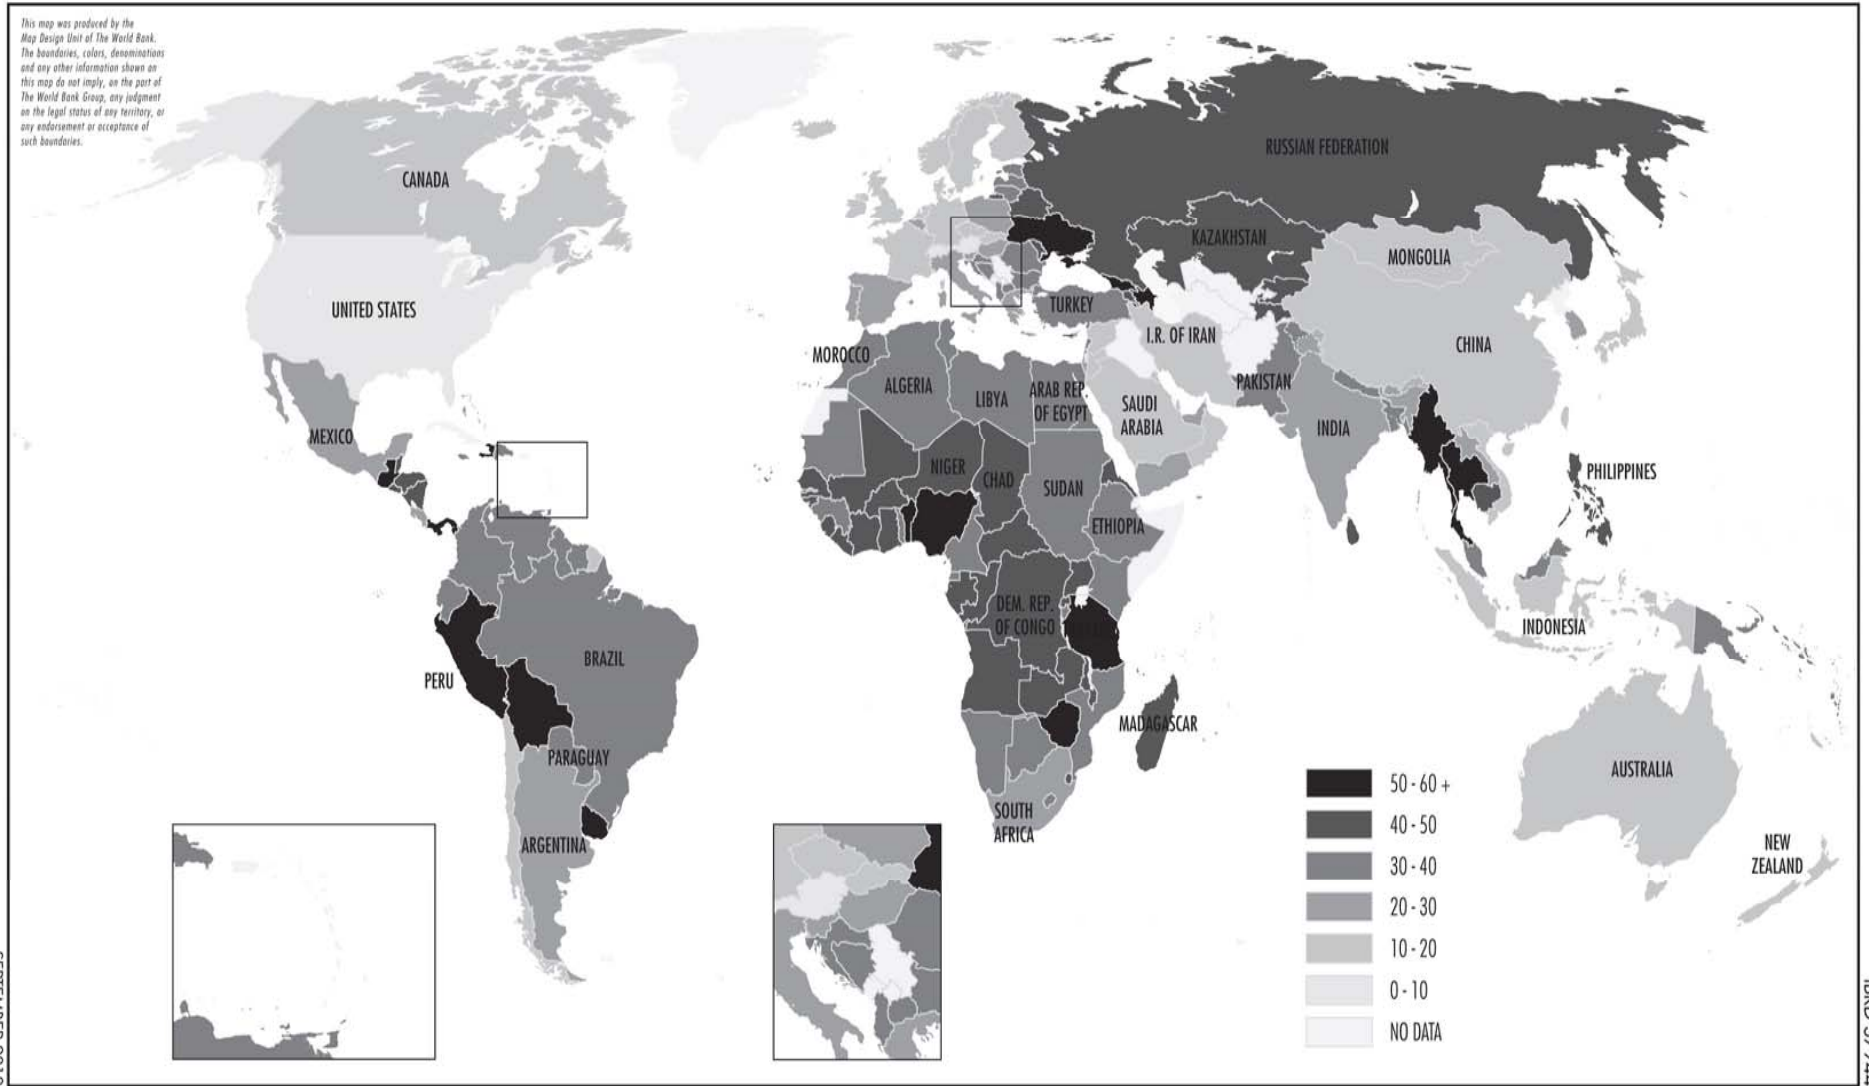 This map was produced by the
Map Design Unit of The World Bank.
The boundaries, colors, denominations
and any other information shown on
this map do not imply, on the part of
The World Bank Group, any judgment
on the legal status of any territory, or
any endorsement or acceptance of
such boundaries.
RUSSIAN FEDERATION
CANADA
KAZAKHSTAN
MONGOLIA
UNITED STATES
TURKEY
I.R. OF IRAN
CHINA
MOROCCO
ALGERIA
LIBYA
ARAB REP.
OF EGYPT
PAKISTAN
SAUDI
ARABIA
INDIA
MEXICO
NIGER
CHAD
SUDAN
PHILIPPINES
ETHIOPIA
DEM. REP.
OF CONGO
INDONESIA
BRAZIL
PERU
MADAGASCAR
PARAGUAY
AUSTRALIA
SOUTH
AFRICA
ARGENTINA
NEW
ZEALAND
50 - 60 +
40 - 50
30 - 40
20 - 30
10 - 20
0 - 10
NO DATA